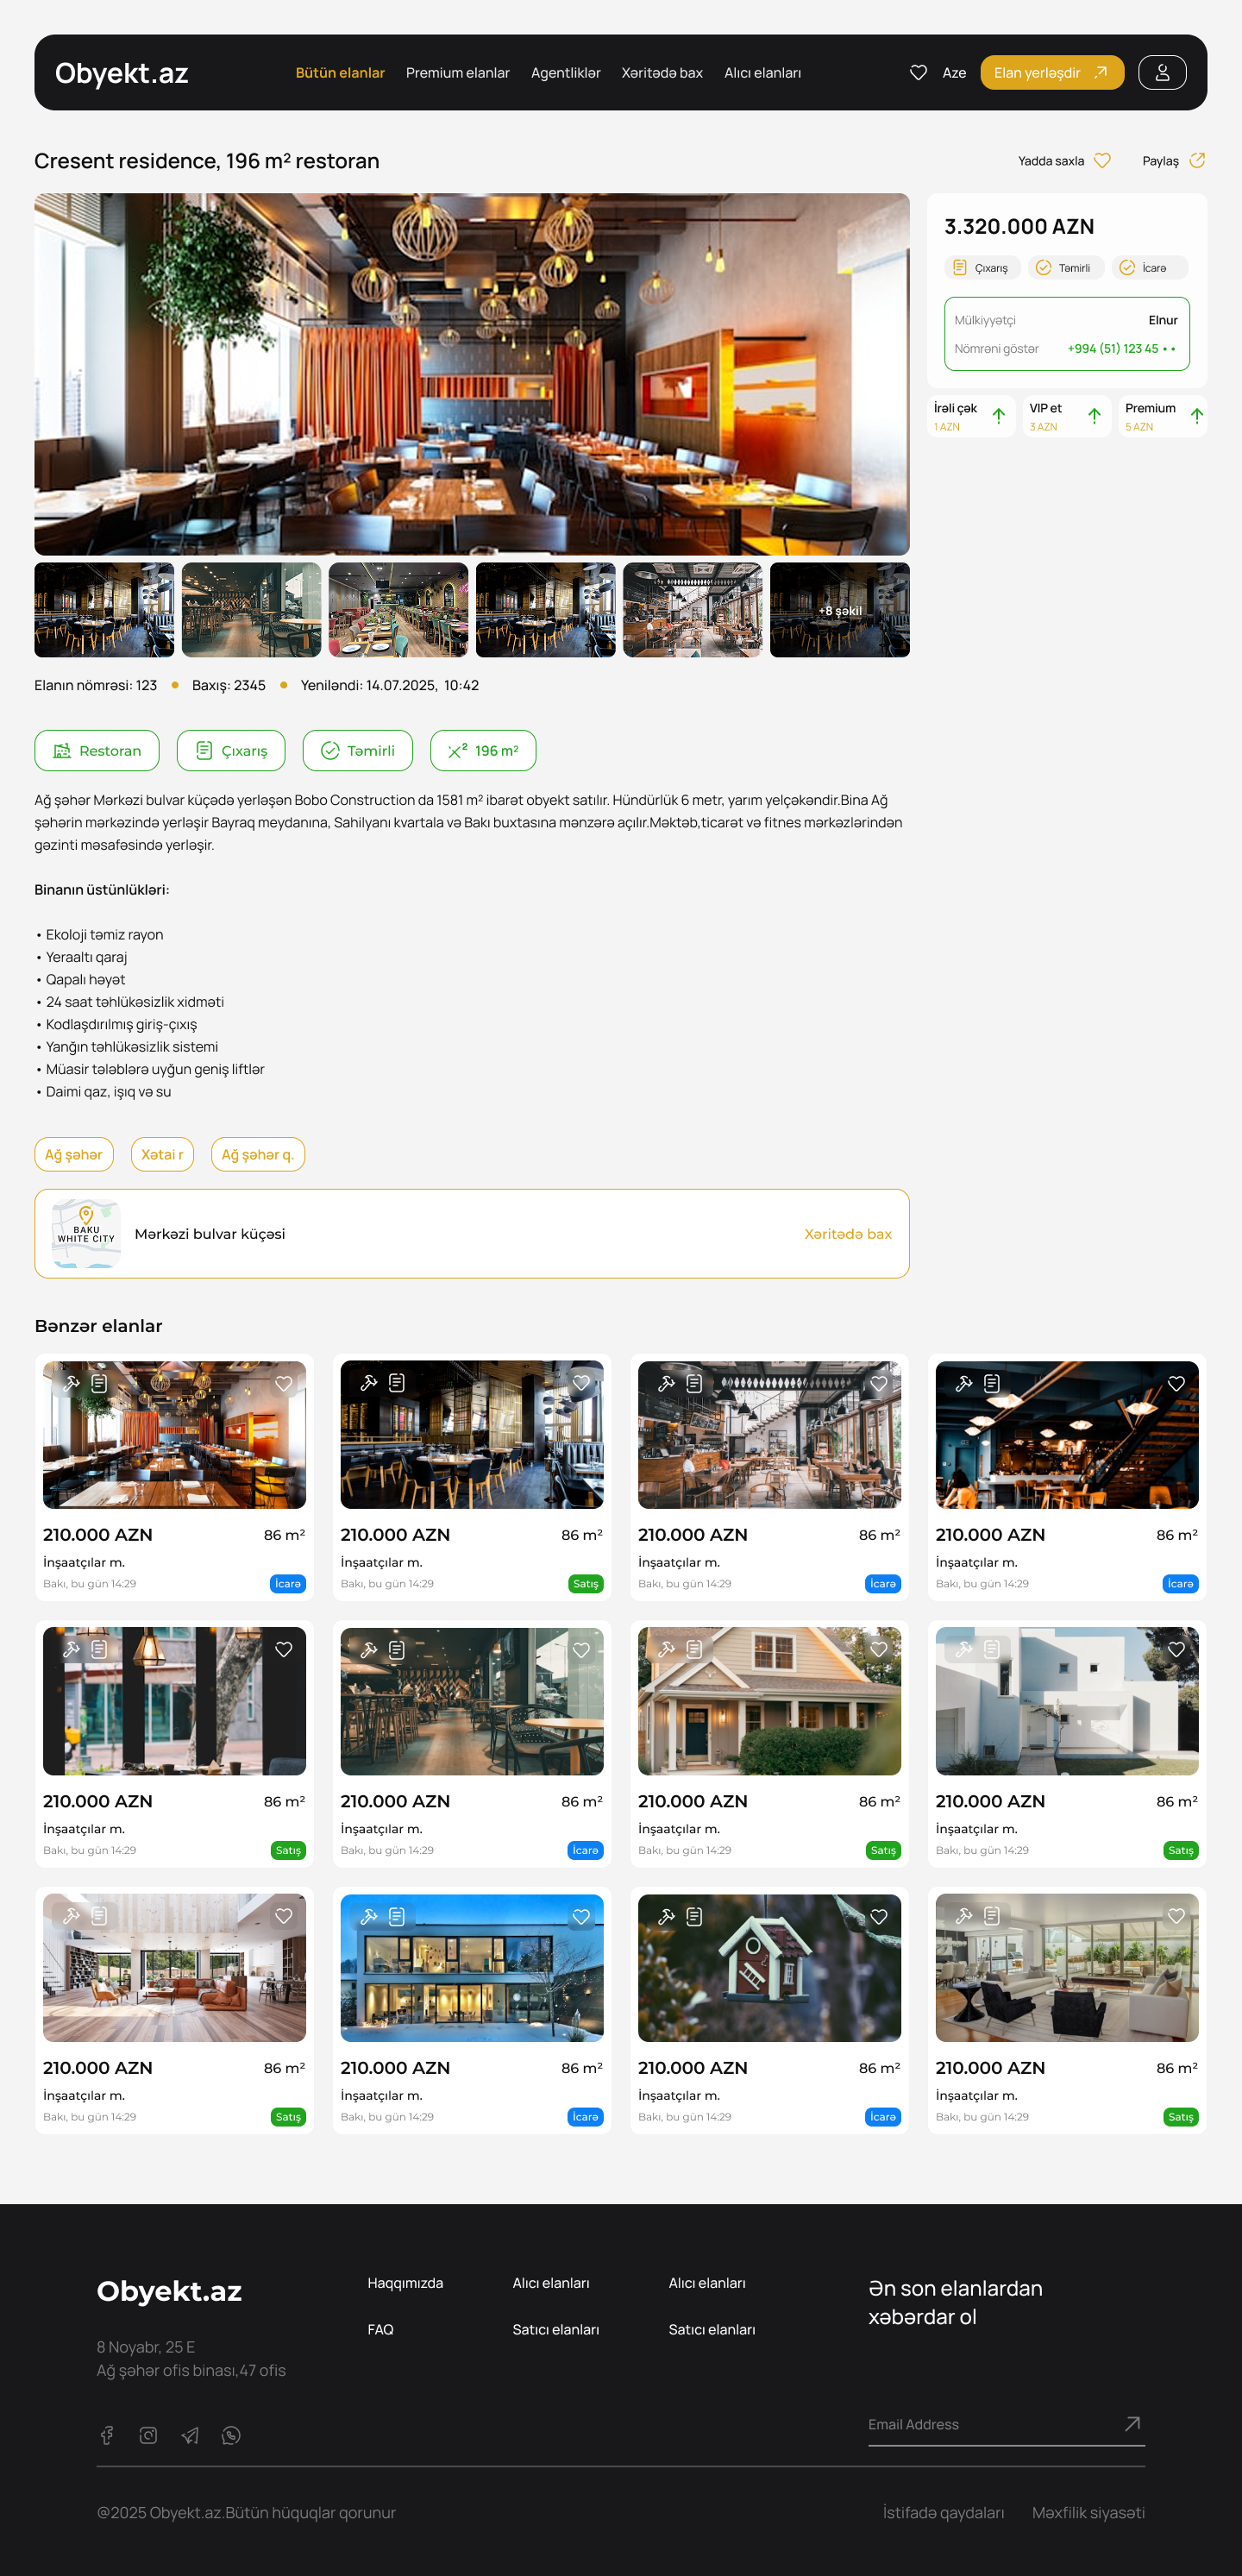 Obyekt.az
Bütün elanlar
Premium elanlar
Agentliklər
Xəritədə bax
Alıcı elanları
Aze
Elan yerləşdir
Cresent residence, 196 m² restoran
Yadda saxla
Paylaş
3.320.000 AZN
Çıxarış
Təmirli
İcarə
Mülkiyyətçi
Elnur
Nömrəni göstər
+994 (51) 123 45 • •
İrəli çək
1 AZN
VIP et
3 AZN
Premium
5 AZN
+8 şəkil
Elanın nömrəsi: 123
Baxış: 2345
Yeniləndi: 14.07.2025, 10:42
Restoran
Çıxarış
Təmirli
196 m²
Ağ şəhər Mərkəzi bulvar küçədə yerləşən Bobo Construction da 1581 m² ibarət obyekt satılır. Hündürlük 6 metr, yarım yelçəkəndir.Bina Ağ
şəhərin mərkəzində yerləşir Bayraq meydanına, Sahilyanı kvartala və Bakı buxtasına mənzərə açılır.Məktəb,ticarət və fitnes mərkəzlərindən
gəzinti məsafəsində yerləşir.
Binanın üstünlükləri:
• Ekoloji təmiz rayon
• Yeraaltı qaraj
• Qapalı həyət
• 24 saat təhlükəsizlik xidməti
• Kodlaşdırılmış giriş-çıxış
• Yanğın təhlükəsizlik sistemi
• Müasir tələblərə uyğun geniş liftlər
• Daimi qaz, işıq və su
Ağ şəhər
Xətai r
Ağ şəhər q.
BAKU
WHITE CITY
Mərkəzi bulvar küçəsi
Xəritədə bax
Bənzər elanlar
210.000 AZN
86 m²
İnşaatçılar m.
Bakı, bu gün 14:29
İcarə
210.000 AZN
86 m²
İnşaatçılar m.
Bakı, bu gün 14:29
Satış
210.000 AZN
86 m²
İnşaatçılar m.
Bakı, bu gün 14:29
İcarə
210.000 AZN
86 m²
İnşaatçılar m.
Bakı, bu gün 14:29
İcarə
210.000 AZN
86 m²
İnşaatçılar m.
Bakı, bu gün 14:29
Satış
210.000 AZN
86 m²
İnşaatçılar m.
Bakı, bu gün 14:29
İcarə
210.000 AZN
86 m²
İnşaatçılar m.
Bakı, bu gün 14:29
Satış
210.000 AZN
86 m²
İnşaatçılar m.
Bakı, bu gün 14:29
Satış
210.000 AZN
86 m²
İnşaatçılar m.
Bakı, bu gün 14:29
Satış
210.000 AZN
86 m²
İnşaatçılar m.
Bakı, bu gün 14:29
İcarə
210.000 AZN
86 m²
İnşaatçılar m.
Bakı, bu gün 14:29
İcarə
210.000 AZN
86 m²
İnşaatçılar m.
Bakı, bu gün 14:29
Satış
Obyekt.az
8 Noyabr, 25 E
Ağ şəhər ofis binası,47 ofis
Haqqımızda
Alıcı elanları
Alıcı elanları
FAQ
Satıcı elanları
Satıcı elanları
Ən son elanlardan
xəbərdar ol
Email Address
@2025 Obyekt.az.Bütün hüquqlar qorunur
İstifadə qaydaları
Məxfilik siyasəti